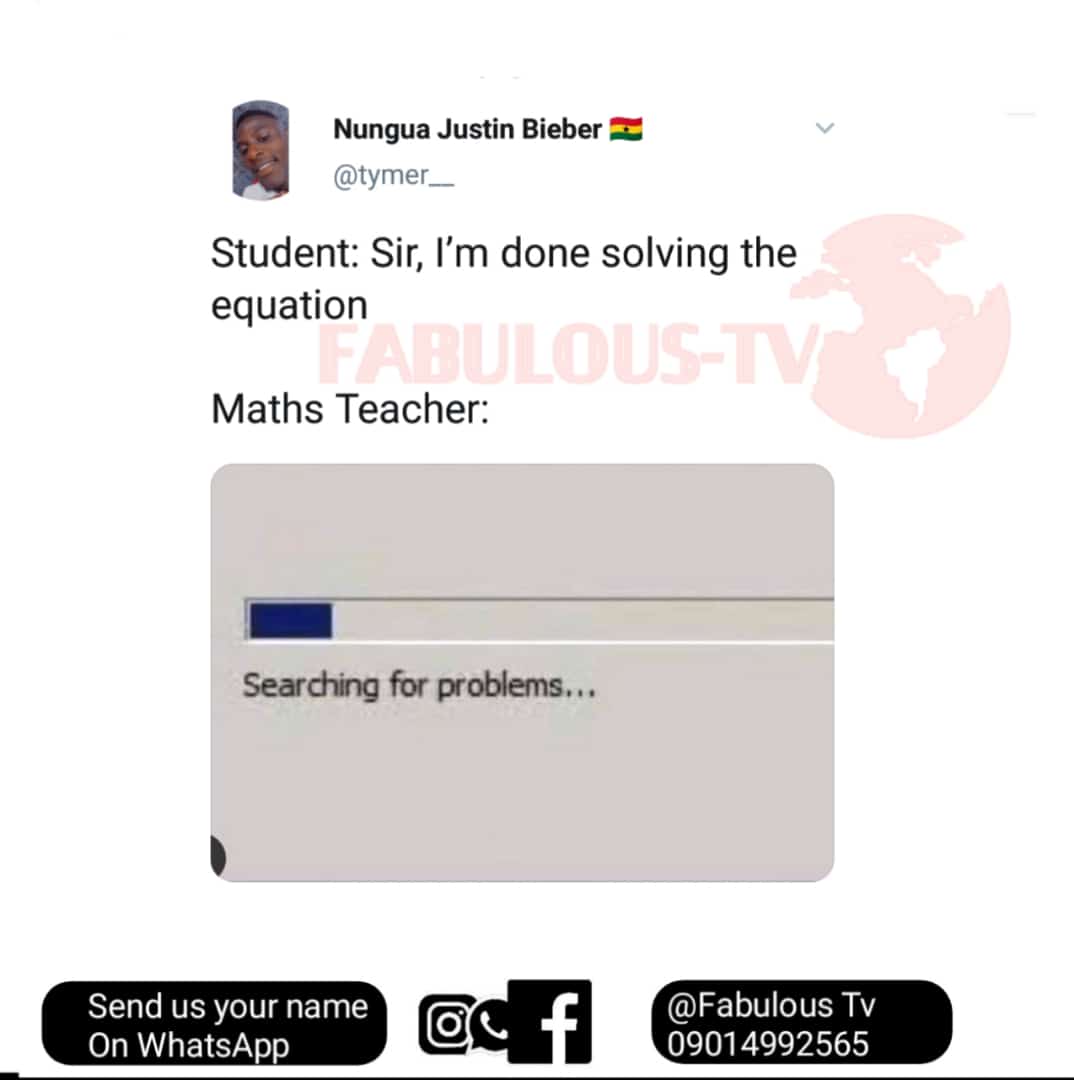 Nungua Justin Bieber 🇬🇭
@tymer__
Student: Sir, I’m done solving the
equation
FABULOUS-TV
Maths Teacher:
Searching for problems...
Send us your name
On WhatsApp
@Fabulous Tv
09014992565